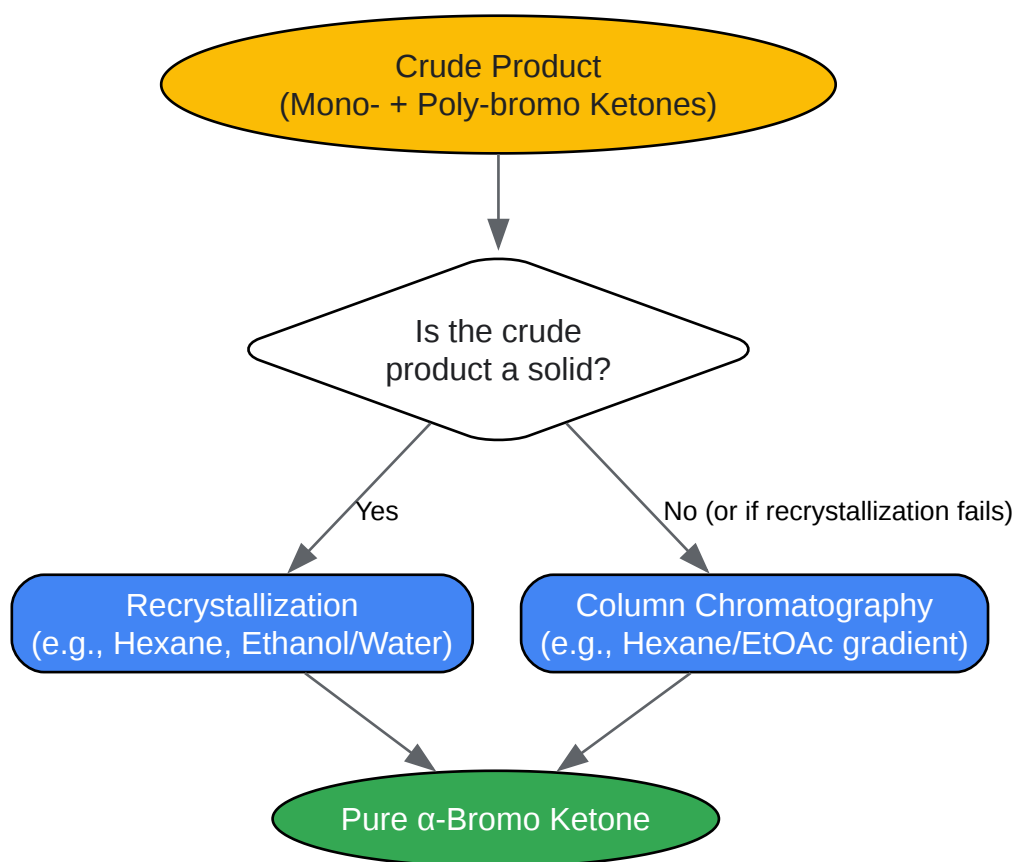 Crude Product
(Mono- + Poly-bromo Ketones)
Is the crude
product a solid?
Yes
No (or if recrystallization fails)
Recrystallization
(e.g., Hexane, Ethanol/Water)
Column Chromatography
(e.g., Hexane/EtOAc gradient)
Pure α-Bromo Ketone